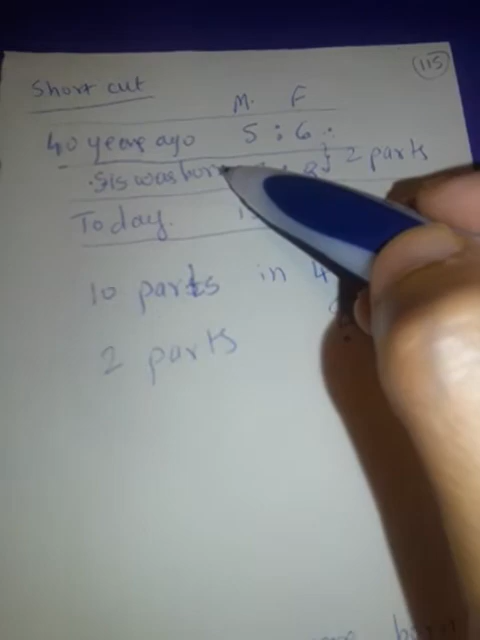 115
Short cut
M. F
40 years ago 5 : 6
Sis was born : 8 } 2 parts
Today.
10 parts in 4
2 parts